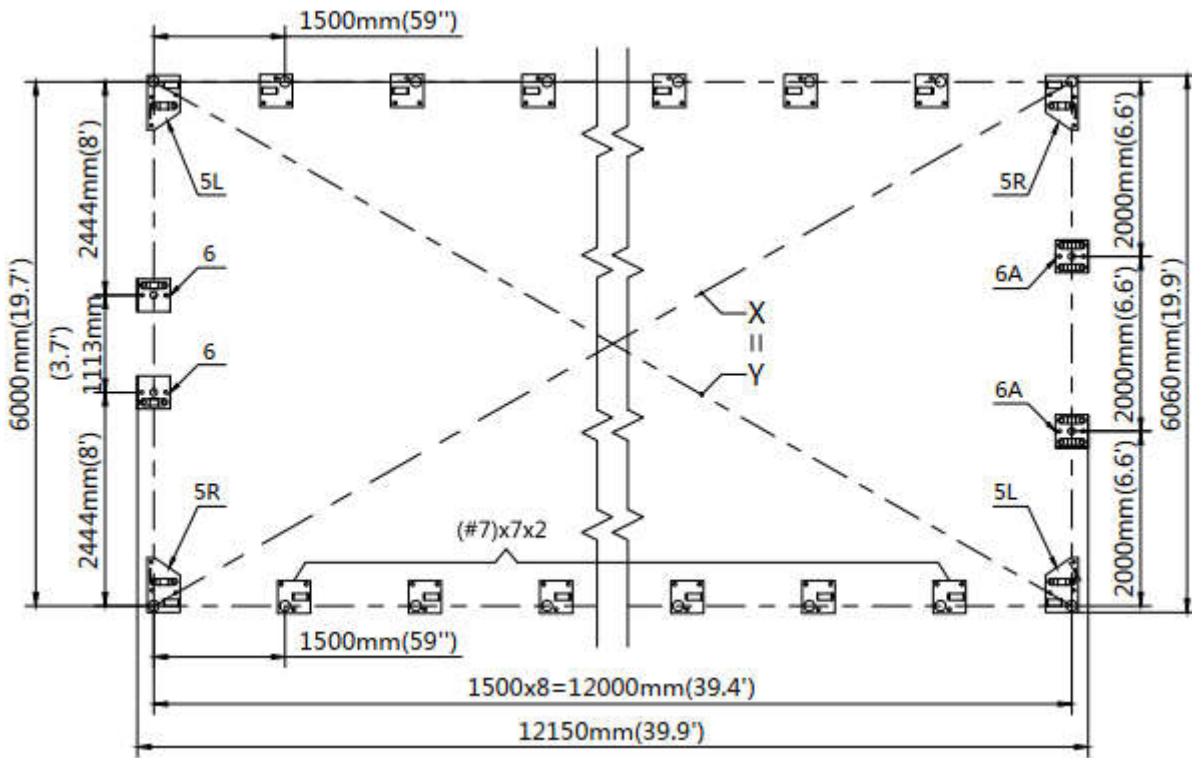 1500mm(59'')
5L
5R
2444mm(8')
2000mm(6.6')
6
6A
6000mm(19.7')
(3.7')
1113mm
X
=
Y
2000mm(6.6')
6060mm(19.9')
6
6A
2444mm(8')
5R
(#7)x7x2
5L
2000mm(6.6')
1500mm(59'')
1500x8=12000mm(39.4')
12150mm(39.9')